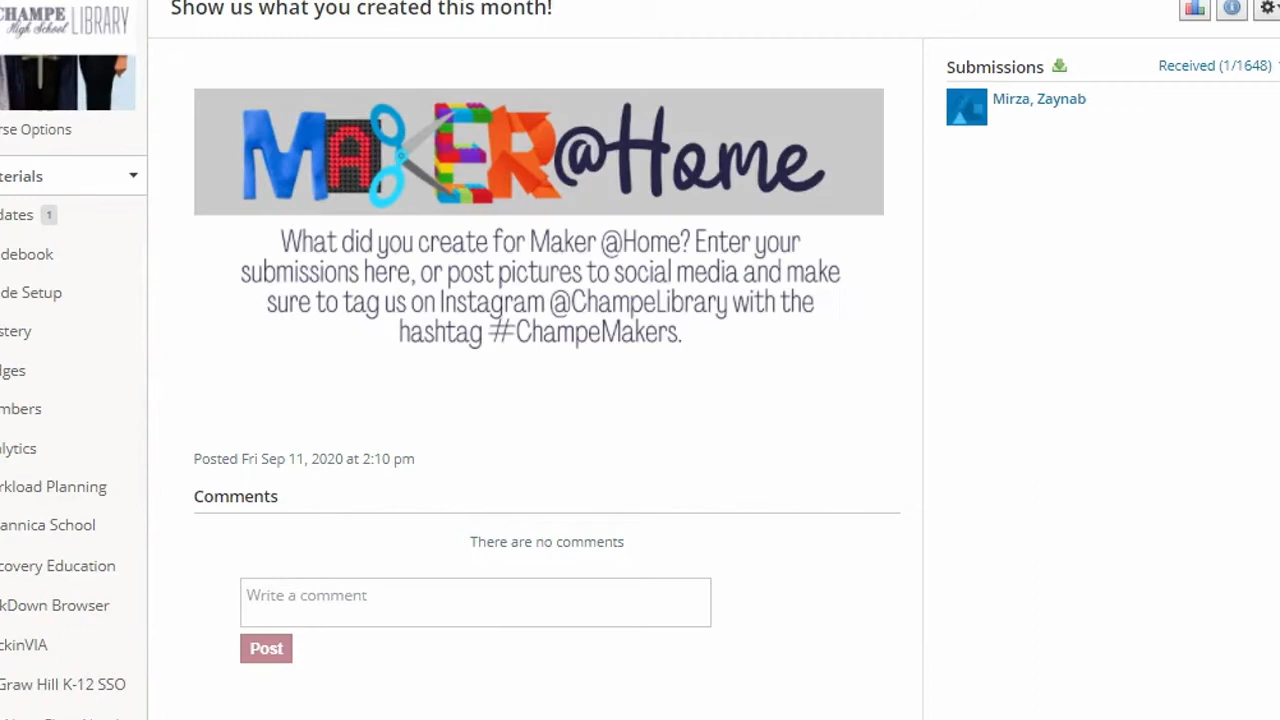 CHAMPE
High School LIBRARY
Show us what you created this month!
rse Options
terials
dates 1
debook
de Setup
stery
lges
mbers
lytics
rkload Planning
annica School
covery Education
kDown Browser
ckinVIA
Graw Hill K-12 SSO
MAKER@Home
What did you create for Maker @Home? Enter your
submissions here, or post pictures to social media and make
sure to tag us on Instagram @ChampeLibrary with the
hashtag #ChampeMakers.
Posted Fri Sep 11, 2020 at 2:10 pm
Comments
There are no comments
Write a comment
Post
Submissions Received (1/1648)
Mirza, Zaynab